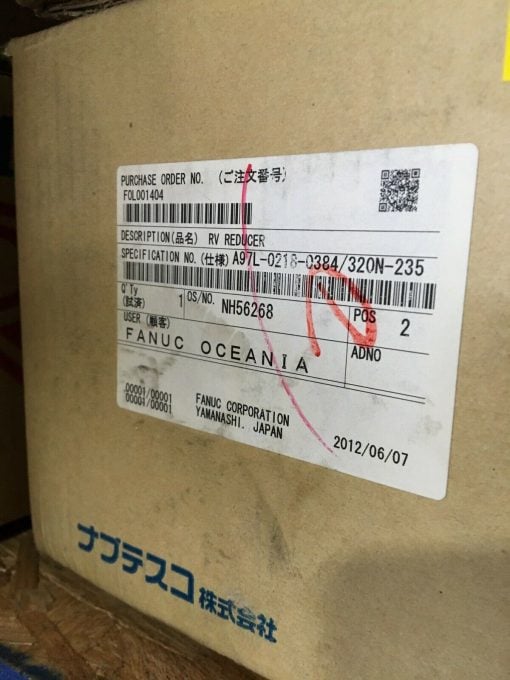 PURCHASE ORDER NO. (ご注文番号)
FOL001404
DESCRIPTION(品名) RV REDUCER
SPECIFICATION NO.(仕様) A97L-0218-0384/320N-235
Q'Ty
(試済) 1 OS/NO. NH56268 POS 2
USER (顧客) ADNO
FANUC OCEANIA
00001/00001
00001/00001
FANUC CORPORATION
YAMANASHI, JAPAN
2012/06/07
ナブテスコ 株式会社